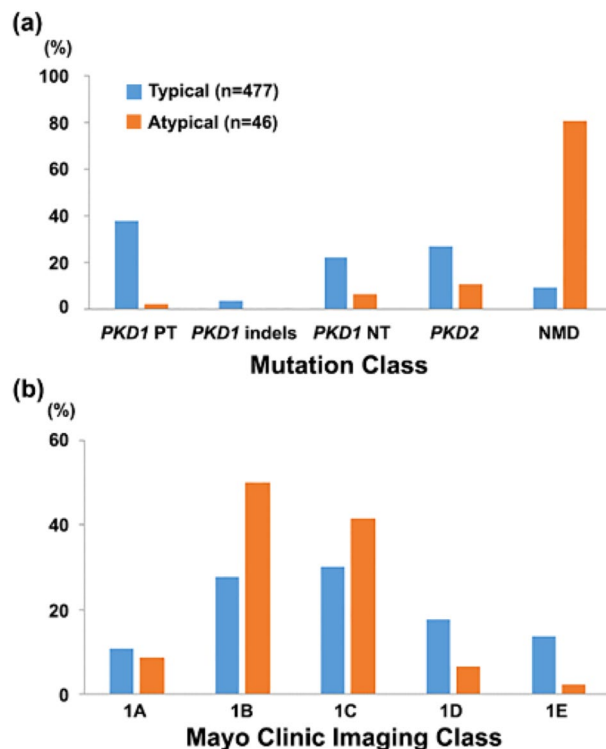 (a)
(%)
100
80
60
40
20
0
Typical (n=477)
Atypical (n=46)
PKD1 PT PKD1 indels PKD1 NT PKD2 NMD
Mutation Class
(b)
(%)
60
40
20
0
1A 1B 1C 1D 1E
Mayo Clinic Imaging Class